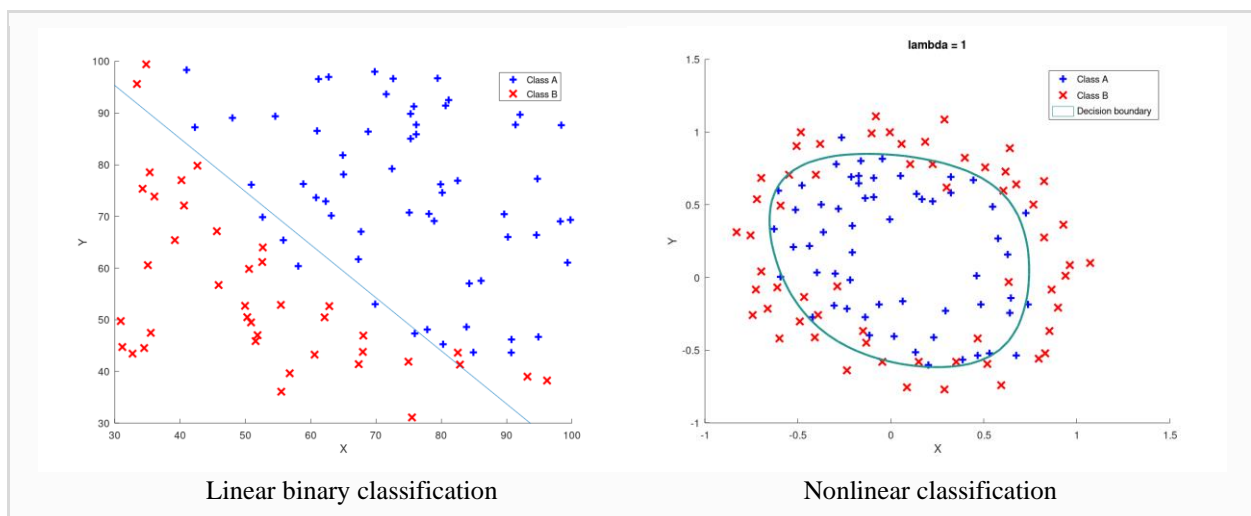 100
90
80
70
60
50
40
30
30 40 50 60 70 80 90 100
X
Y
Class A
Class B
Linear binary classification
lambda = 1
1.5
1
0.5
0
-0.5
-1
-1 -0.5 0 0.5 1 1.5
X
Y
Class A
Class B
Decision boundary
Nonlinear classification